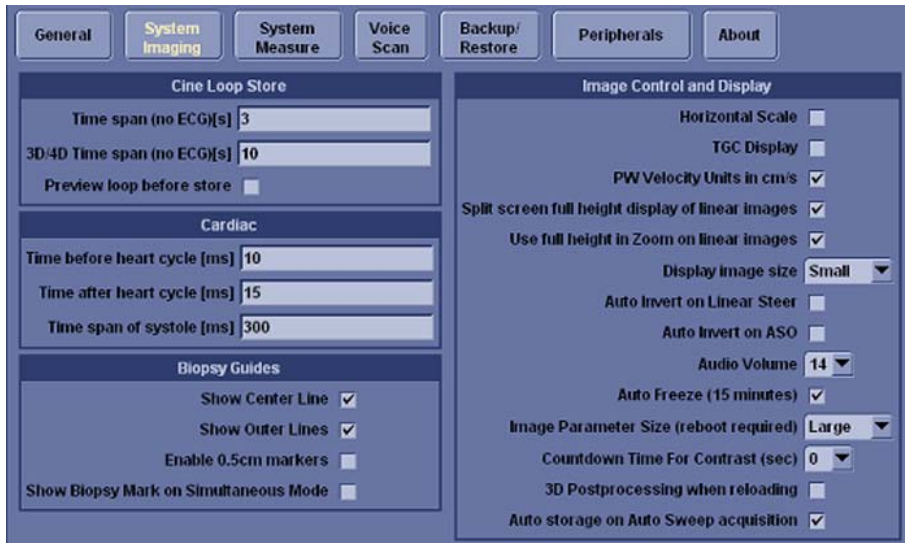 General
System
Imaging
System
Measure
Voice
Scan
Backup/
Restore
Peripherals
About
Cine Loop Store
Time span (no ECG)[s] 3
3D/4D Time span (no ECG)[s] 10
Preview loop before store
Cardiac
Time before heart cycle [ms] 10
Time after heart cycle [ms] 15
Time span of systole [ms] 300
Biopsy Guides
Show Center Line
Show Outer Lines
Enable 0.5cm markers
Show Biopsy Mark on Simultaneous Mode
Image Control and Display
Horizontal Scale
TGC Display
PW Velocity Units in cm/s
Split screen full height display of linear images
Use full height in Zoom on linear images
Display image size Small
Auto Invert on Linear Steer
Auto Invert on ASO
Audio Volume 14
Auto Freeze (15 minutes)
Image Parameter Size (reboot required) Large
Countdown Time For Contrast (sec) 0
3D Postprocessing when reloading
Auto storage on Auto Sweep acquisition